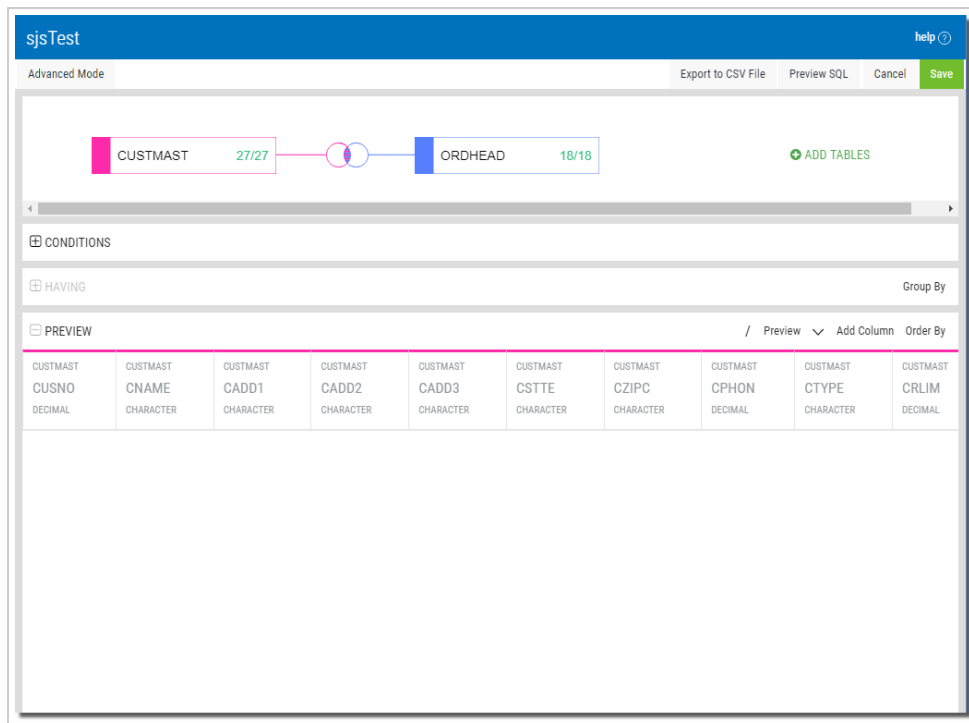 sjsTest help ?
Advanced Mode Export to CSV File Preview SQL Cancel Save
CUSTMAST 27/27 ORDHEAD 18/18 ADD TABLES
CONDITIONS
HAVING Group By
PREVIEW / Preview Add Column Order By
CUSTMAST CUSTMAST CUSTMAST CUSTMAST CUSTMAST CUSTMAST CUSTMAST CUSTMAST CUSTMAST CUSTMAST
CUSNO CNAME CADD1 CADD2 CADD3 CSTTE CZIPC CPHON CTYPE CRLIM
DECIMAL CHARACTER CHARACTER CHARACTER CHARACTER CHARACTER CHARACTER DECIMAL CHARACTER DECIMAL